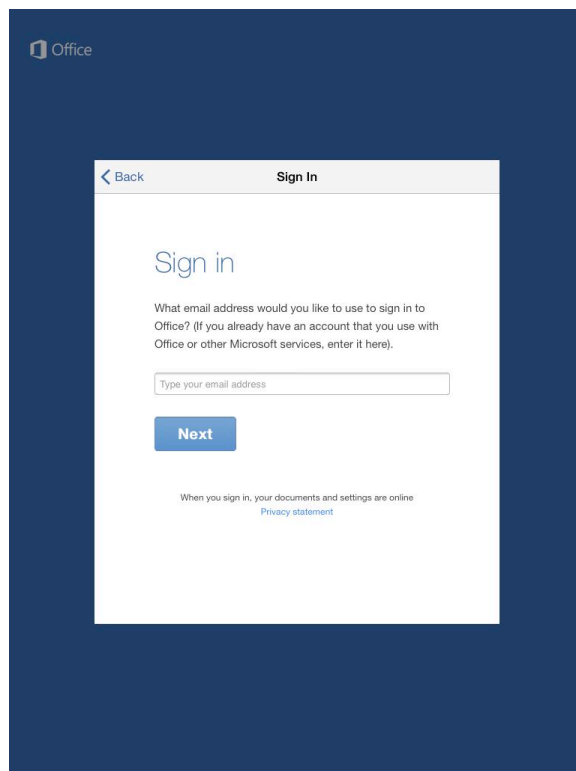 Office
Back
Sign In
Sign in
What email address would you like to use to sign in to
Office? (If you already have an account that you use with
Office or other Microsoft services, enter it here).
Type your email address
Next
When you sign in, your documents and settings are online
Privacy statement